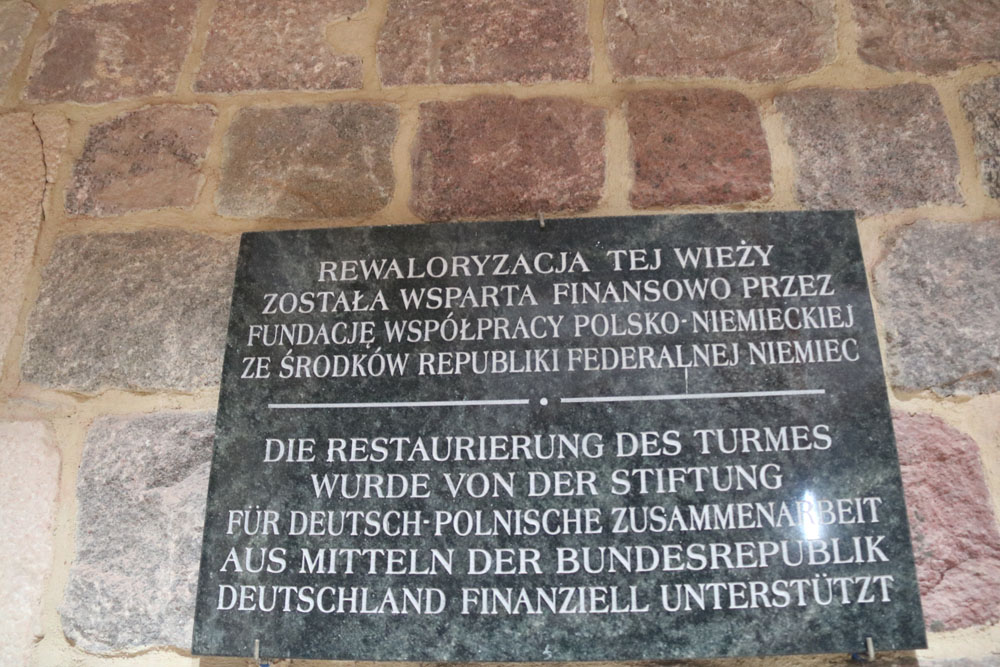 REWALORYZACJA TEJ WIEŻY
ZOSTAŁA WSPARTA FINANSOWO PRZEZ
FUNDACJĘ WSPÓŁPRACY POLSKO-NIEMIECKIEJ
ZE ŚRODKÓW REPUBLIKI FEDERALNEJ NIEMIEC
DIE RESTAURIERUNG DES TURMES
WURDE VON DER STIFTUNG
FÜR DEUTSCH-POLNISCHE ZUSAMMENARBEIT
AUS MITTELN DER BUNDESREPUBLIK
DEUTSCHLAND FINANZIELL UNTERSTÜTZT